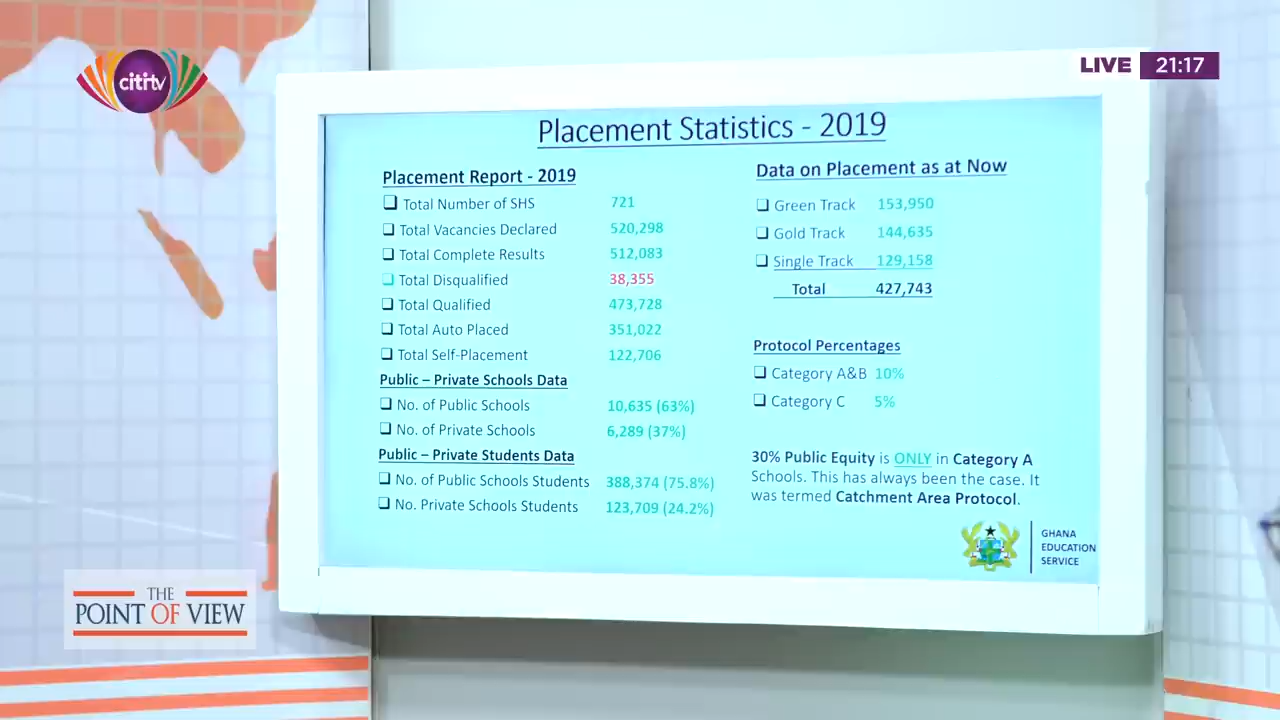 cititv
LIVE 21:17
Placement Statistics - 2019
Placement Report - 2019
❑ Total Number of SHS 721
❑ Total Vacancies Declared 520,298
❑ Total Complete Results 512,083
❑ Total Disqualified 38,355
❑ Total Qualified 473,728
❑ Total Auto Placed 351,022
❑ Total Self-Placement 122,706
Public – Private Schools Data
❑ No. of Public Schools 10,635 (63%)
❑ No. of Private Schools 6,289 (37%)
Public – Private Students Data
❑ No. of Public Schools Students 388,374 (75.8%)
❑ No. Private Schools Students 123,709 (24.2%)
Data on Placement as at Now
❑ Green Track 153,950
❑ Gold Track 144,635
❑ Single Track 129,158
Total 427,743
Protocol Percentages
❑ Category A&B 10%
❑ Category C 5%
30% Public Equity is ONLY in Category A
Schools. This has always been the case. It
was termed Catchment Area Protocol.
GHANA
EDUCATION
SERVICE
THE
POINT OF VIEW